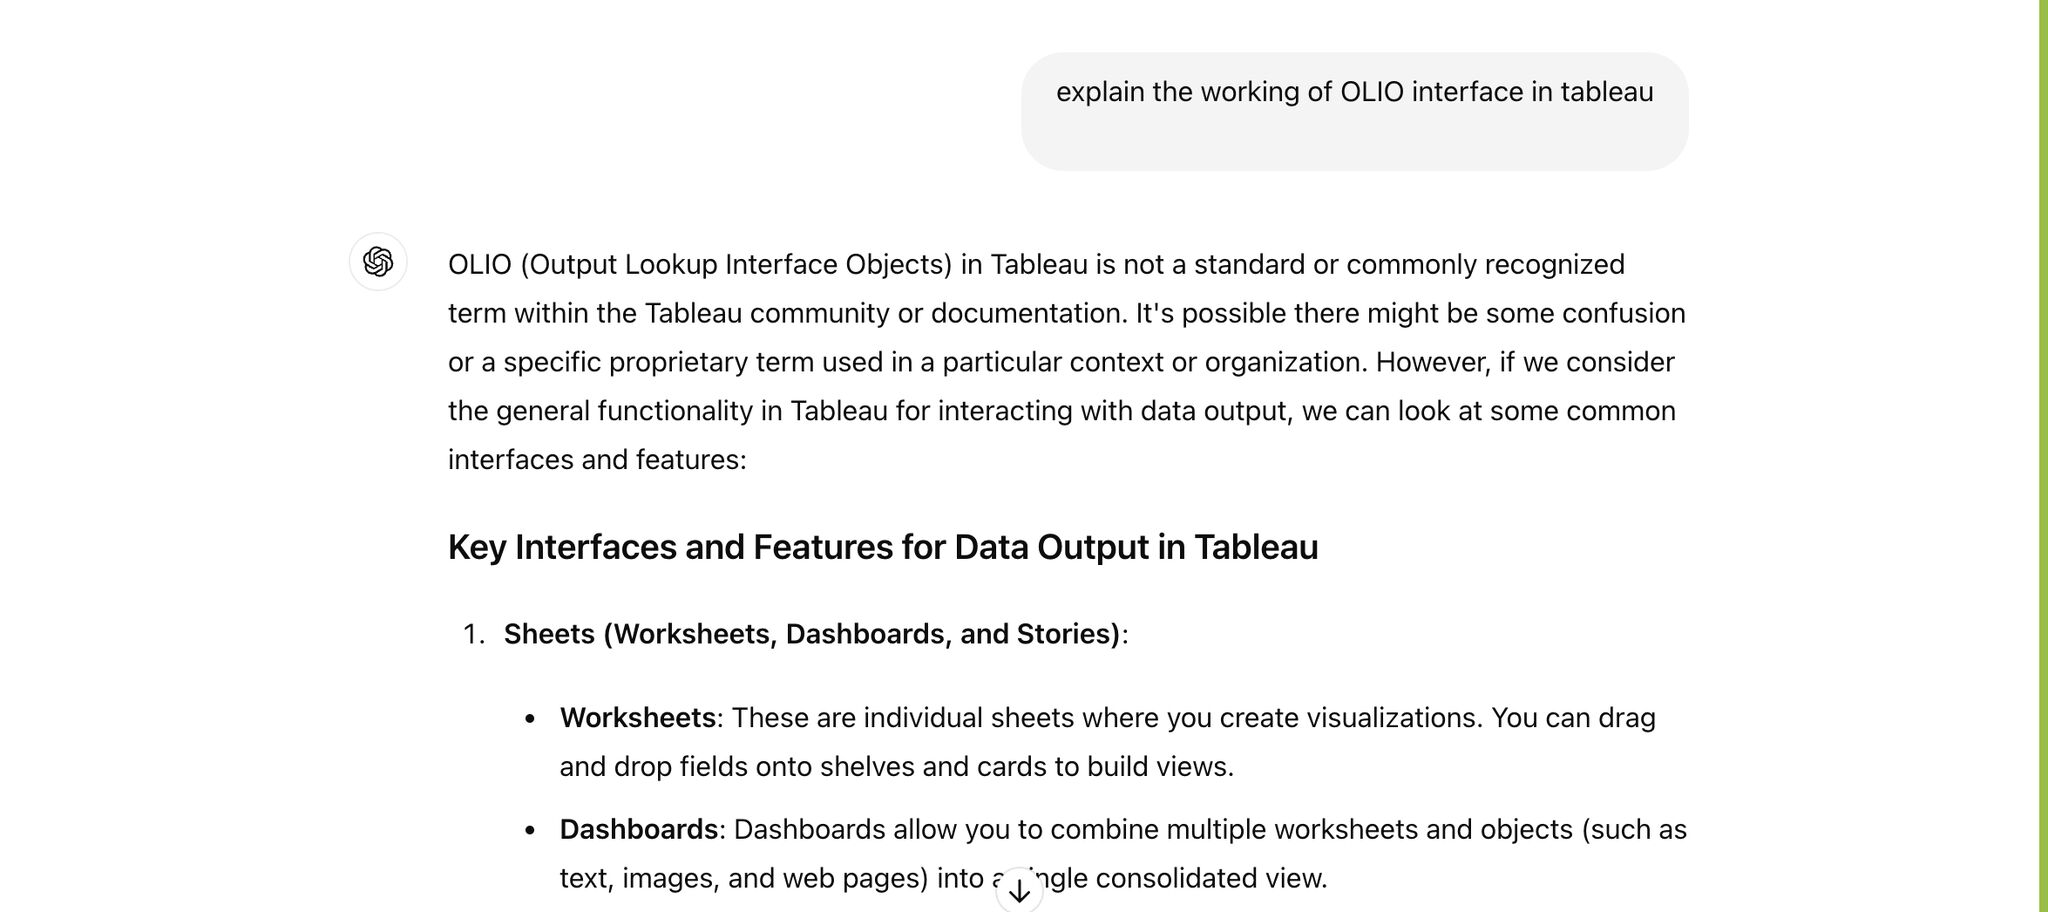 explain the working of OLIO interface in tableau
OLIO (Output Lookup Interface Objects) in Tableau is not a standard or commonly recognized
term within the Tableau community or documentation. It's possible there might be some confusion
or a specific proprietary term used in a particular context or organization. However, if we consider
the general functionality in Tableau for interacting with data output, we can look at some common
interfaces and features:
Key Interfaces and Features for Data Output in Tableau
1. Sheets (Worksheets, Dashboards, and Stories):
• Worksheets: These are individual sheets where you create visualizations. You can drag
and drop fields onto shelves and cards to build views.
• Dashboards: Dashboards allow you to combine multiple worksheets and objects (such as
text, images, and web pages) into a single consolidated view.